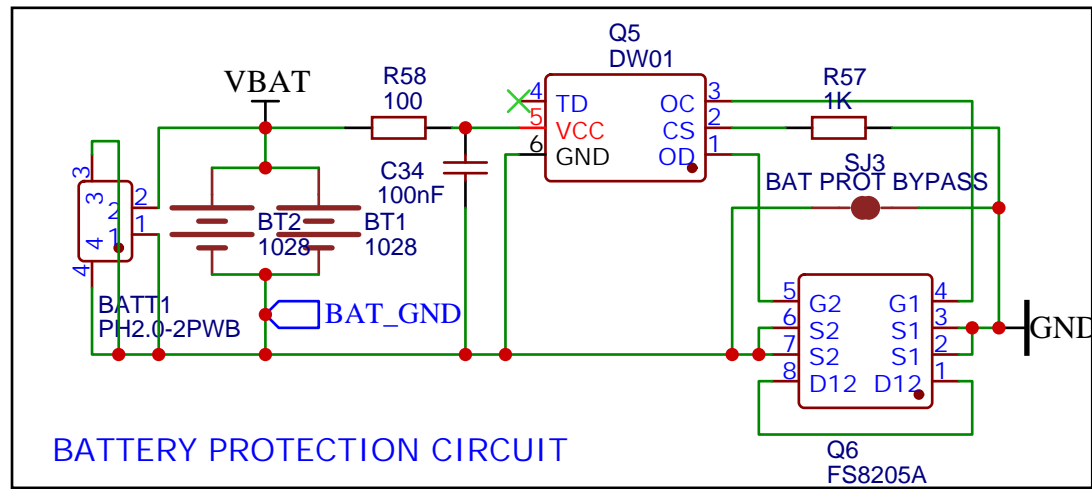 Q5
DW01
R58
100
R57
1K
VBAT
4
TD
OC
3
5
VCC
CS
2
6
GND
OD
1
C34
100nF
SJ3
BAT PROT BYPASS
3
3
2
2
1
1
4
4
BT2
1028
BT1
1028
BATT1
PH2.0-2PWB
BAT_GND
5
G2
G1
4
6
S2
S1
3
7
S2
S1
2
8
D12
D12
1
GND
Q6
FS8205A
BATTERY PROTECTION CIRCUIT